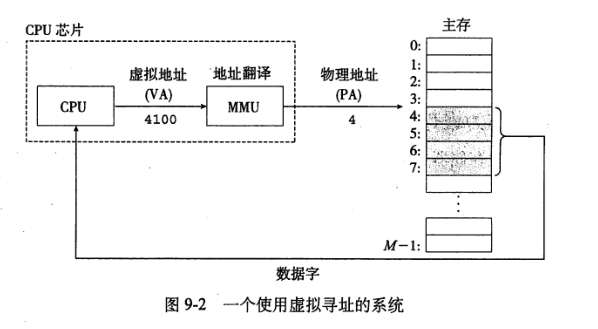 CPU 芯片
主存
虚拟地址
(VA)
4100
地址翻译
物理地址
(PA)
4
CPU
MMU
0:
1:
2:
3:
4:
5:
6:
7:
⋮
M−1:
数据字
图 9-2 一个使用虚拟寻址的系统